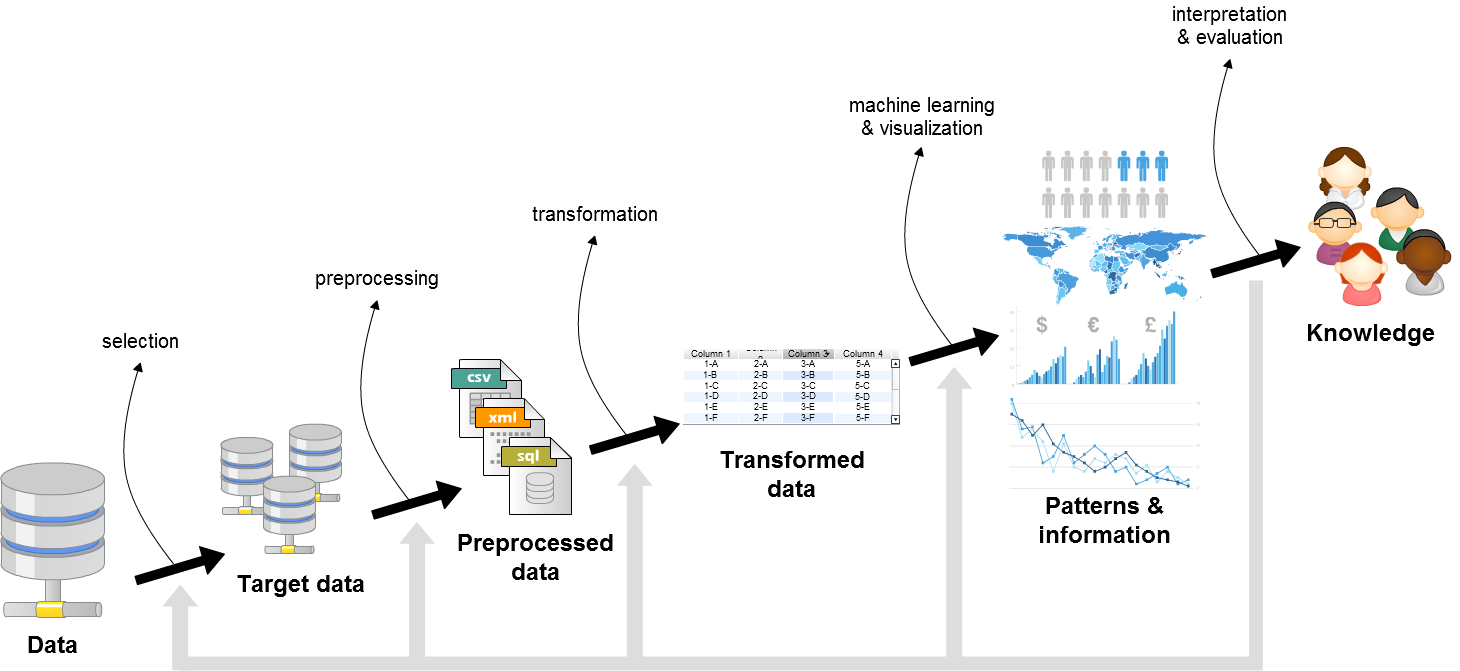 interpretation
& evaluation
machine learning
& visualization
transformation
preprocessing
selection
$ € £
Knowledge
csv
xml
sql
Column 1 Column 3 Column 4
1-A 2-A 3-A 5-A
1-B 2-B 3-B 5-B
1-C 2-C 3-C 5-C
1-D 2-D 3-D 5-D
1-E 2-E 3-E 5-E
1-F 2-F 3-F 5-F
Transformed
data
Patterns &
information
Preprocessed
data
Target data
Data